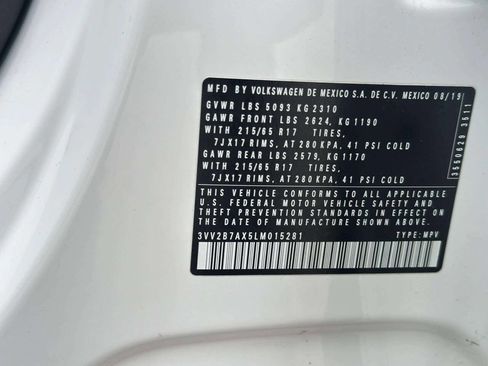 MFD BY VOLKSWAGEN DE MEXICO S.A. DE C.V. MEXICO 08/19
GVWR LBS 5093 KG 2310
GAWR FRONT LBS 2624, KG 1190
WITH 215/65 R17 TIRES,
7JX17 RIMS, AT 280 KPA, 41 PSI COLD
GAWR REAR LBS 2579, KG 1170
WITH 215/65 R17 TIRES,
7JX17 RIMS, AT 280 KPA, 41 PSI COLD
THIS VEHICLE CONFORMS TO ALL APPLICABLE
U.S. FEDERAL MOTOR VEHICLE SAFETY AND
THEFT PREVENTION STANDARDS IN EFFECT ON
THE DATE OF MANUFACTURE SHOWN ABOVE.
3VV2B7AX5LM015281 TYPE: MPV
3550629 3511